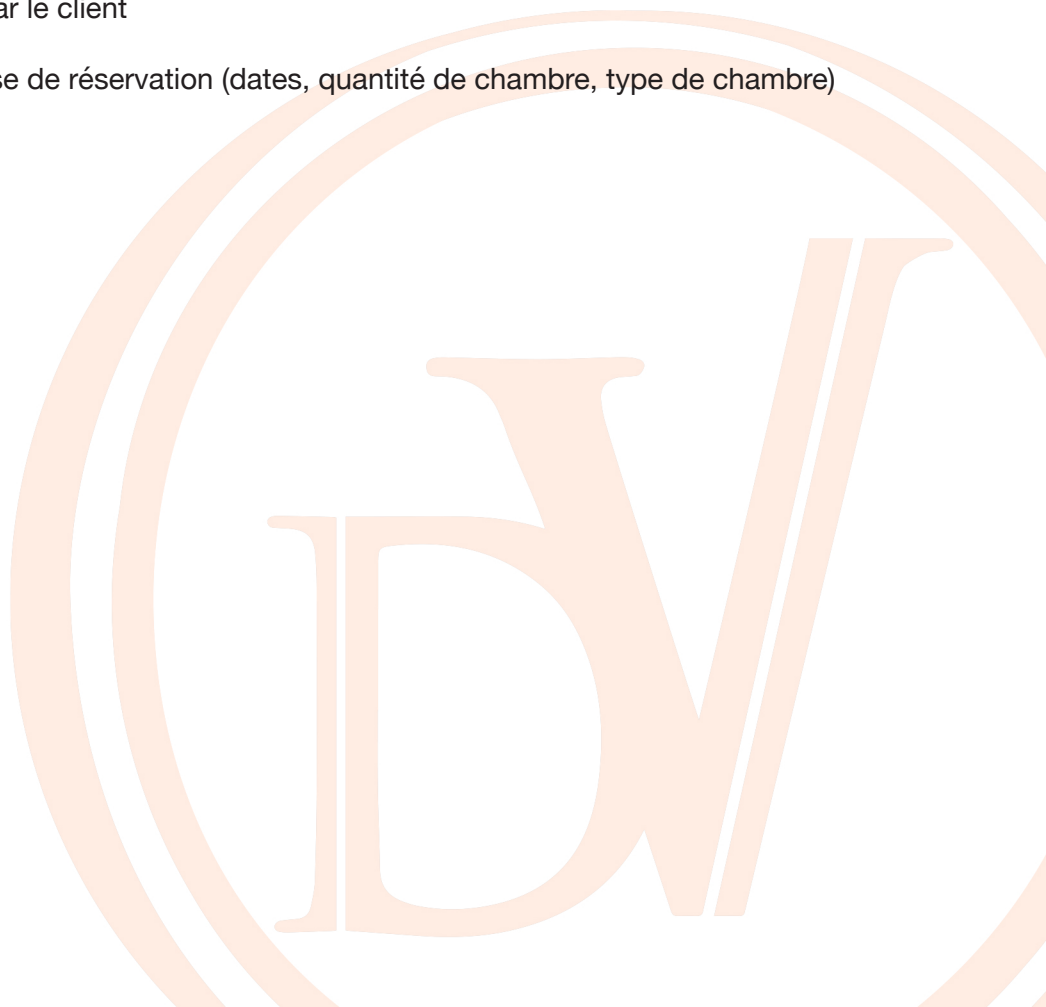 ar le client
se de réservation (dates, quantité de chambre, type de chambre)
DV